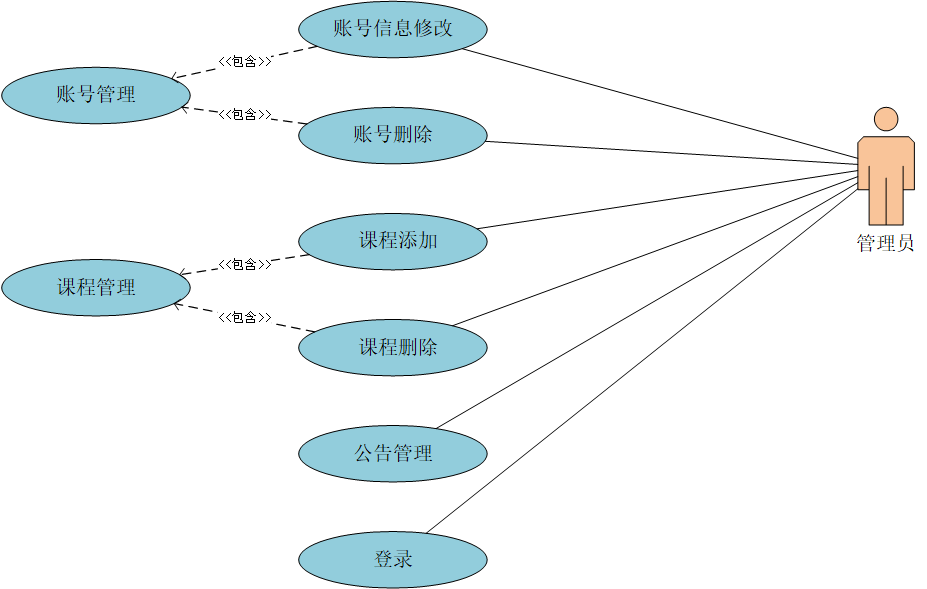 账号信息修改
<<包含>>
账号管理
<<包含>>
账号删除
课程添加
管理员
<<包含>>
课程管理
<<包含>>
课程删除
公告管理
登录